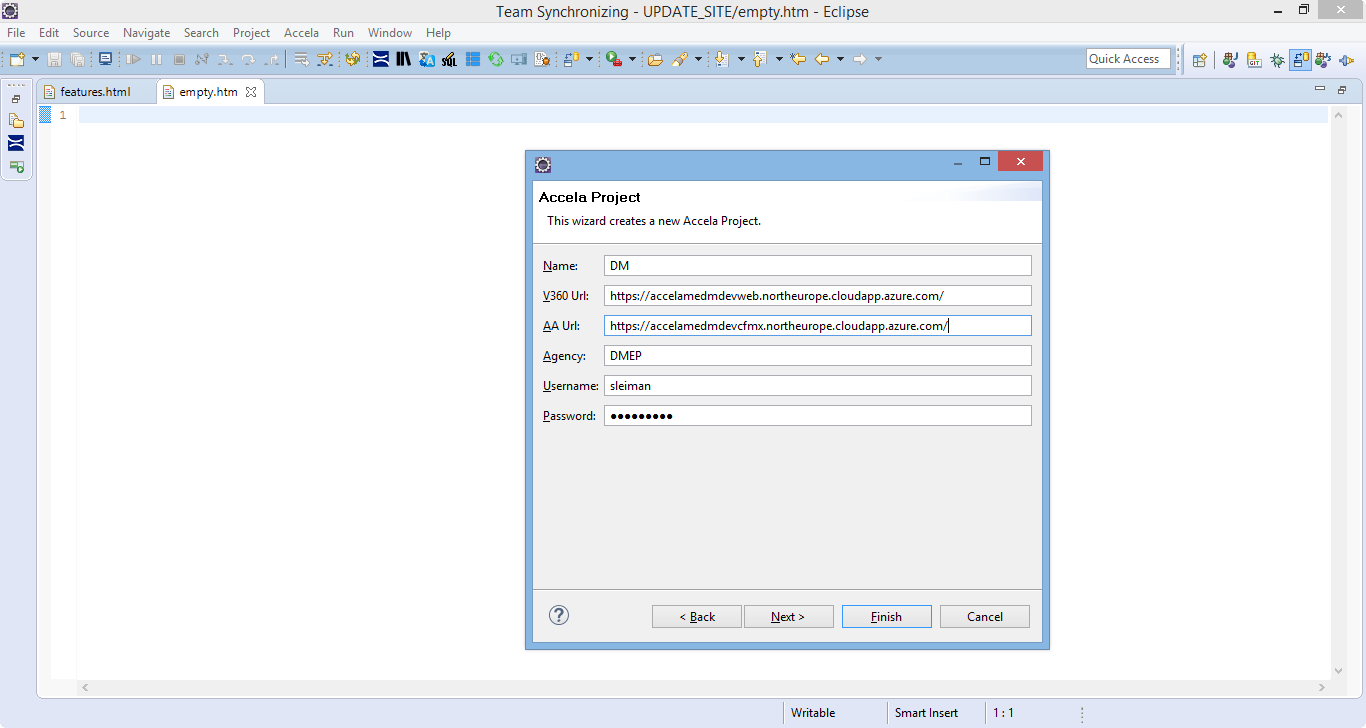 Team Synchronizing - UPDATE_SITE/empty.htm - Eclipse
File Edit Source Navigate Search Project Accela Run Window Help
SQL Quick Access GIT
features.html empty.htm
1
Accela Project
This wizard creates a new Accela Project.
Name: DM
V360 Url: https://accelamedmdevweb.northeurope.cloudapp.azure.com/
AA Url: https://accelamedmdevcfmx.northeurope.cloudapp.azure.com/
Agency: DMEP
Username: sleiman
Password: ●●●●●●●●●
? < Back Next > Finish Cancel
Writable Smart Insert 1 : 1